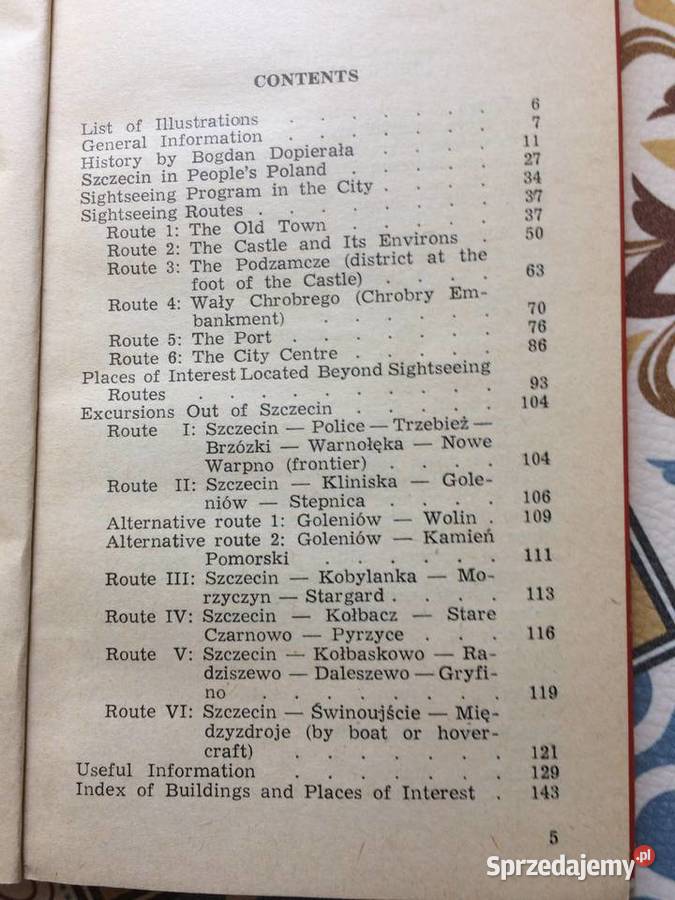 CONTENTS
List of Illustrations . . . . . . 6
General Information . . . . . . 7
History by Bogdan Dopierała . . . . 11
Szczecin in People's Poland . . . . 27
Sightseeing Program in the City . . . . 34
Sightseeing Routes . . . . . . . 37
Route 1: The Old Town . . . . . 37
Route 2: The Castle and Its Environs . 50
Route 3: The Podzamcze (district at the
foot of the Castle) . . . . 63
Route 4: Wały Chrobrego (Chrobry Em-
bankment) . . . . . . 70
Route 5: The Port . . . . . . 76
Route 6: The City Centre . . . . . 86
Places of Interest Located Beyond Sightseeing
Routes . . . . . . . . . . 93
Excursions Out of Szczecin . . . . . 104
Route I: Szczecin — Police — Trzebież —
Brzózki — Warnołęka — Nowe
Warpno (frontier) . . . . 104
Route II: Szczecin — Kliniska — Gole-
niów — Stepnica . . . . 106
Alternative route 1: Goleniów — Wolin . 109
Alternative route 2: Goleniów — Kamień
Pomorski . . . . . . 111
Route III: Szczecin — Kobylanka — Mo-
rzyczyn — Stargard . . . . 113
Route IV: Szczecin — Kołbacz — Stare
Czarnowo — Pyrzyce . . . 116
Route V: Szczecin — Kołbaskowo — Ra-
dziszewo — Daleszewo — Gryfi-
no . . . . . . . . 119
Route VI: Szczecin — Świnoujście — Mię-
dzyzdroje (by boat or hover-
craft) . . . . . . . 121
Useful Information . . . . . . 129
Index of Buildings and Places of Interest . 143
5
Sprzedajemy.pl